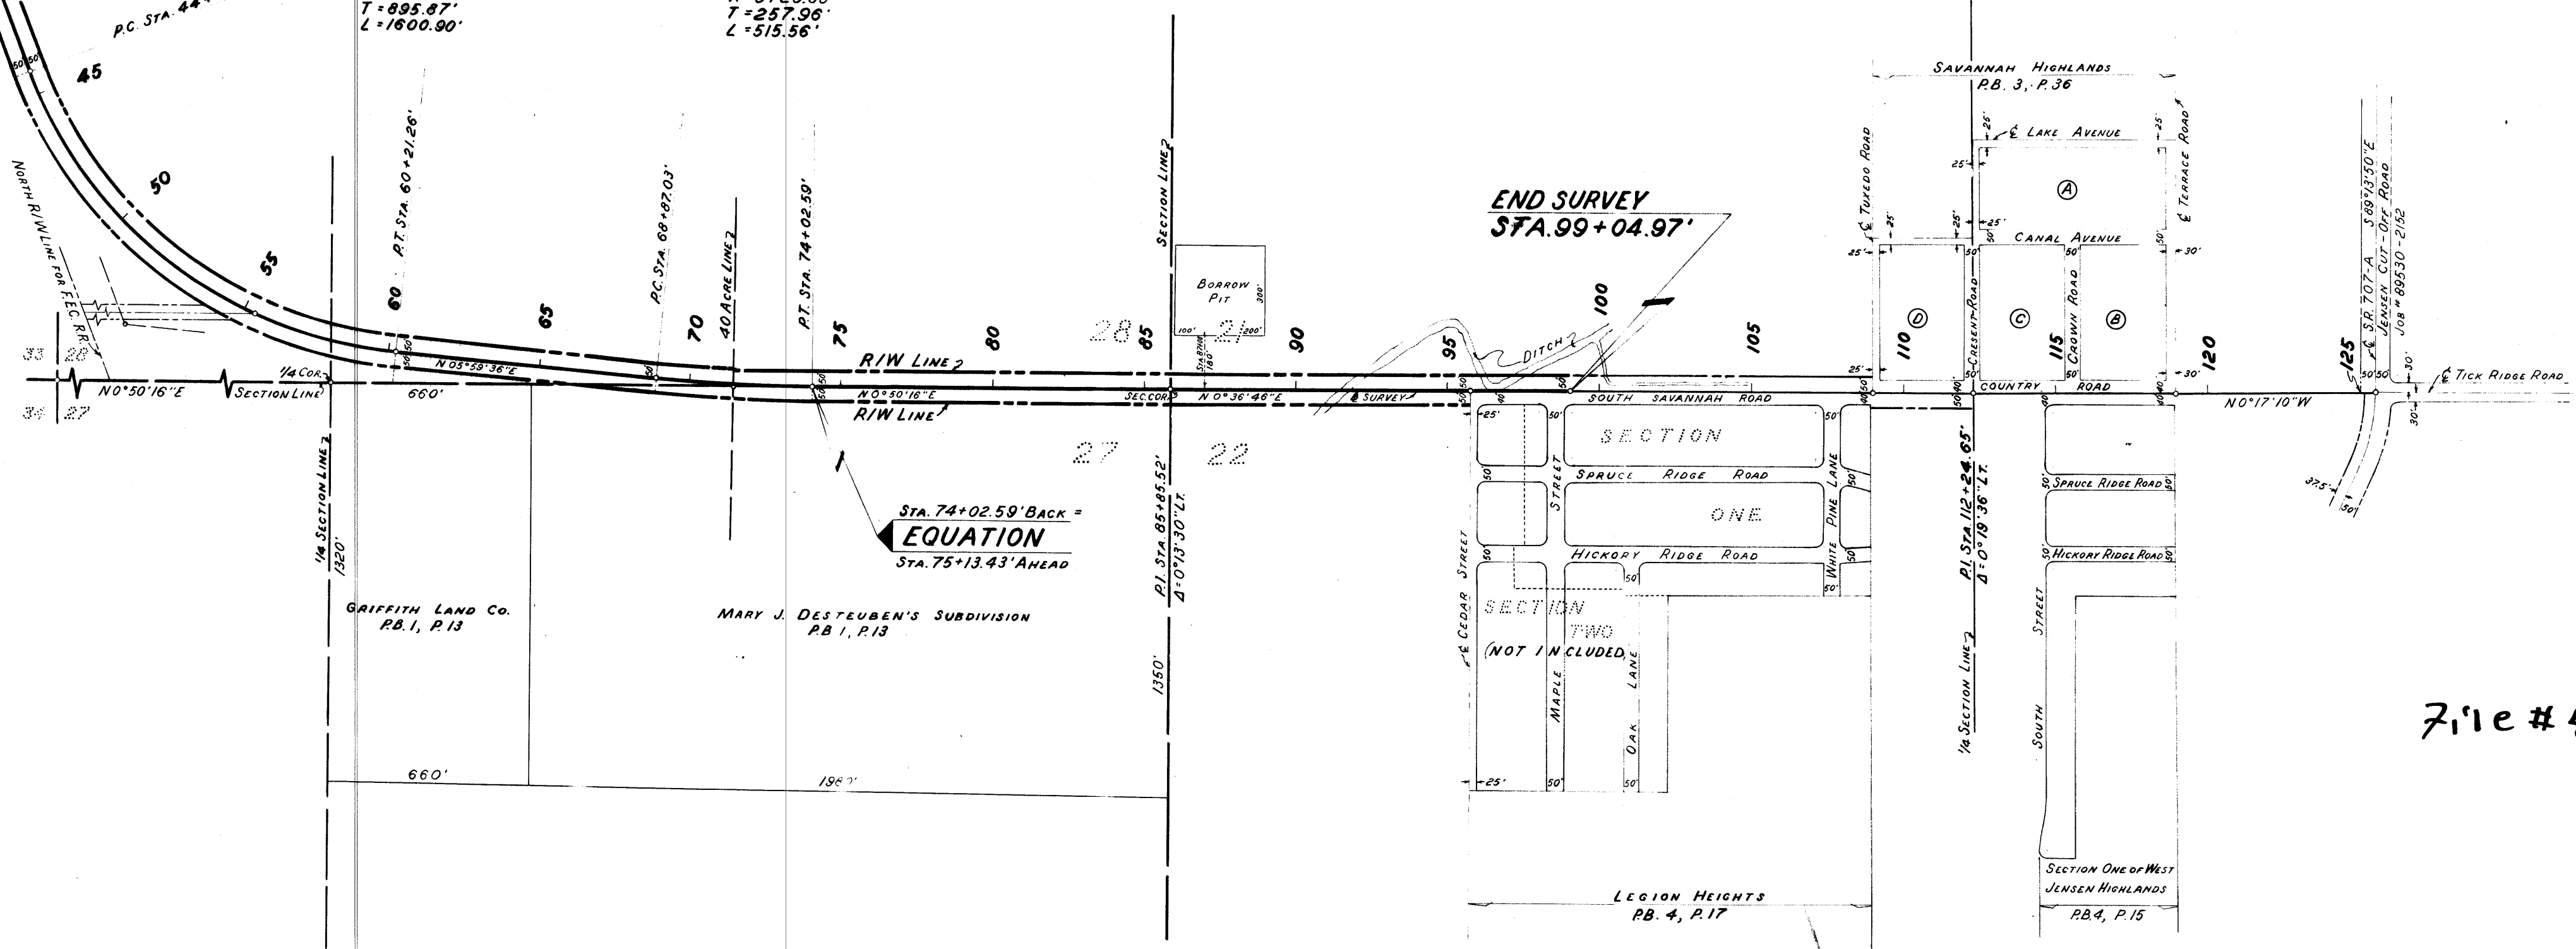 P.C. STA. 44
T = 895.87'
L = 1600.90'
T = 257.96'
L = 515.56'
45
50
55
60
65
70
75
80
85
90
95
100
105
110
115
120
125
NORTH R/W LINE FOR F.E.C. R.R.
P.T. STA. 60+21.26'
P.C. STA. 68+87.03'
40 ACRE LINE
P.T. STA. 74+02.59'
SECTION LINE
BORROW
PIT
300'
100'
200'
180'
28
21
33
28
34
27
27
22
1/4 COR.
N 0°50'16"E
SECTION LINE
660'
N 05°59'36"E
R/W LINE
N 0°50'16"E
R/W LINE
SEC. COR.
N 0°36'46"E
℄ SURVEY
END SURVEY
STA. 99+04.97'
DITCH
SOUTH SAVANNAH ROAD
COUNTRY ROAD
N 0°17'10"W
℄ TICK RIDGE ROAD
SAVANNAH HIGHLANDS
P.B. 3, P. 36
℄ LAKE AVENUE
℄ TUXEDO ROAD
℄ TERRACE ROAD
CANAL AVENUE
CRESENT ROAD
CROWN ROAD
A
B
C
D
℄ S.R. 707-A S 89°13'50"E
JENSEN CUT-OFF ROAD
JOB # 89530-2152
37.5'
50'
STA. 74+02.59' BACK =
EQUATION
STA. 75+13.43' AHEAD
1/4 SECTION LINE
1320'
GRIFFITH LAND CO.
P.B. 1, P. 13
MARY J. DESTEUBEN'S SUBDIVISION
P.B 1, P. 13
660'
P.I. STA. 85+85.52'
Δ = 0°13'30" LT.
1350'
SECTION
ONE
SPRUCE RIDGE ROAD
HICKORY RIDGE ROAD
SECTION
TWO
(NOT INCLUDED)
℄ CEDAR STREET
MAPLE STREET
OAK LANE
WHITE PINE LANE
P.I. STA. 112+24.65'
Δ = 0°19'36" LT.
1/4 SECTION LINE
SPRUCE RIDGE ROAD
HICKORY RIDGE ROAD
SOUTH STREET
LEGION HEIGHTS
P.B. 4, P. 17
SECTION ONE OF WEST
JENSEN HIGHLANDS
P.B. 4, P. 15
File #